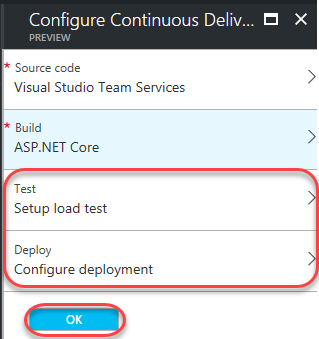 Configure Continuous Deliv...
PREVIEW
* Source code
Visual Studio Team Services
* Build
ASP.NET Core
Test
Setup load test
Deploy
Configure deployment
OK